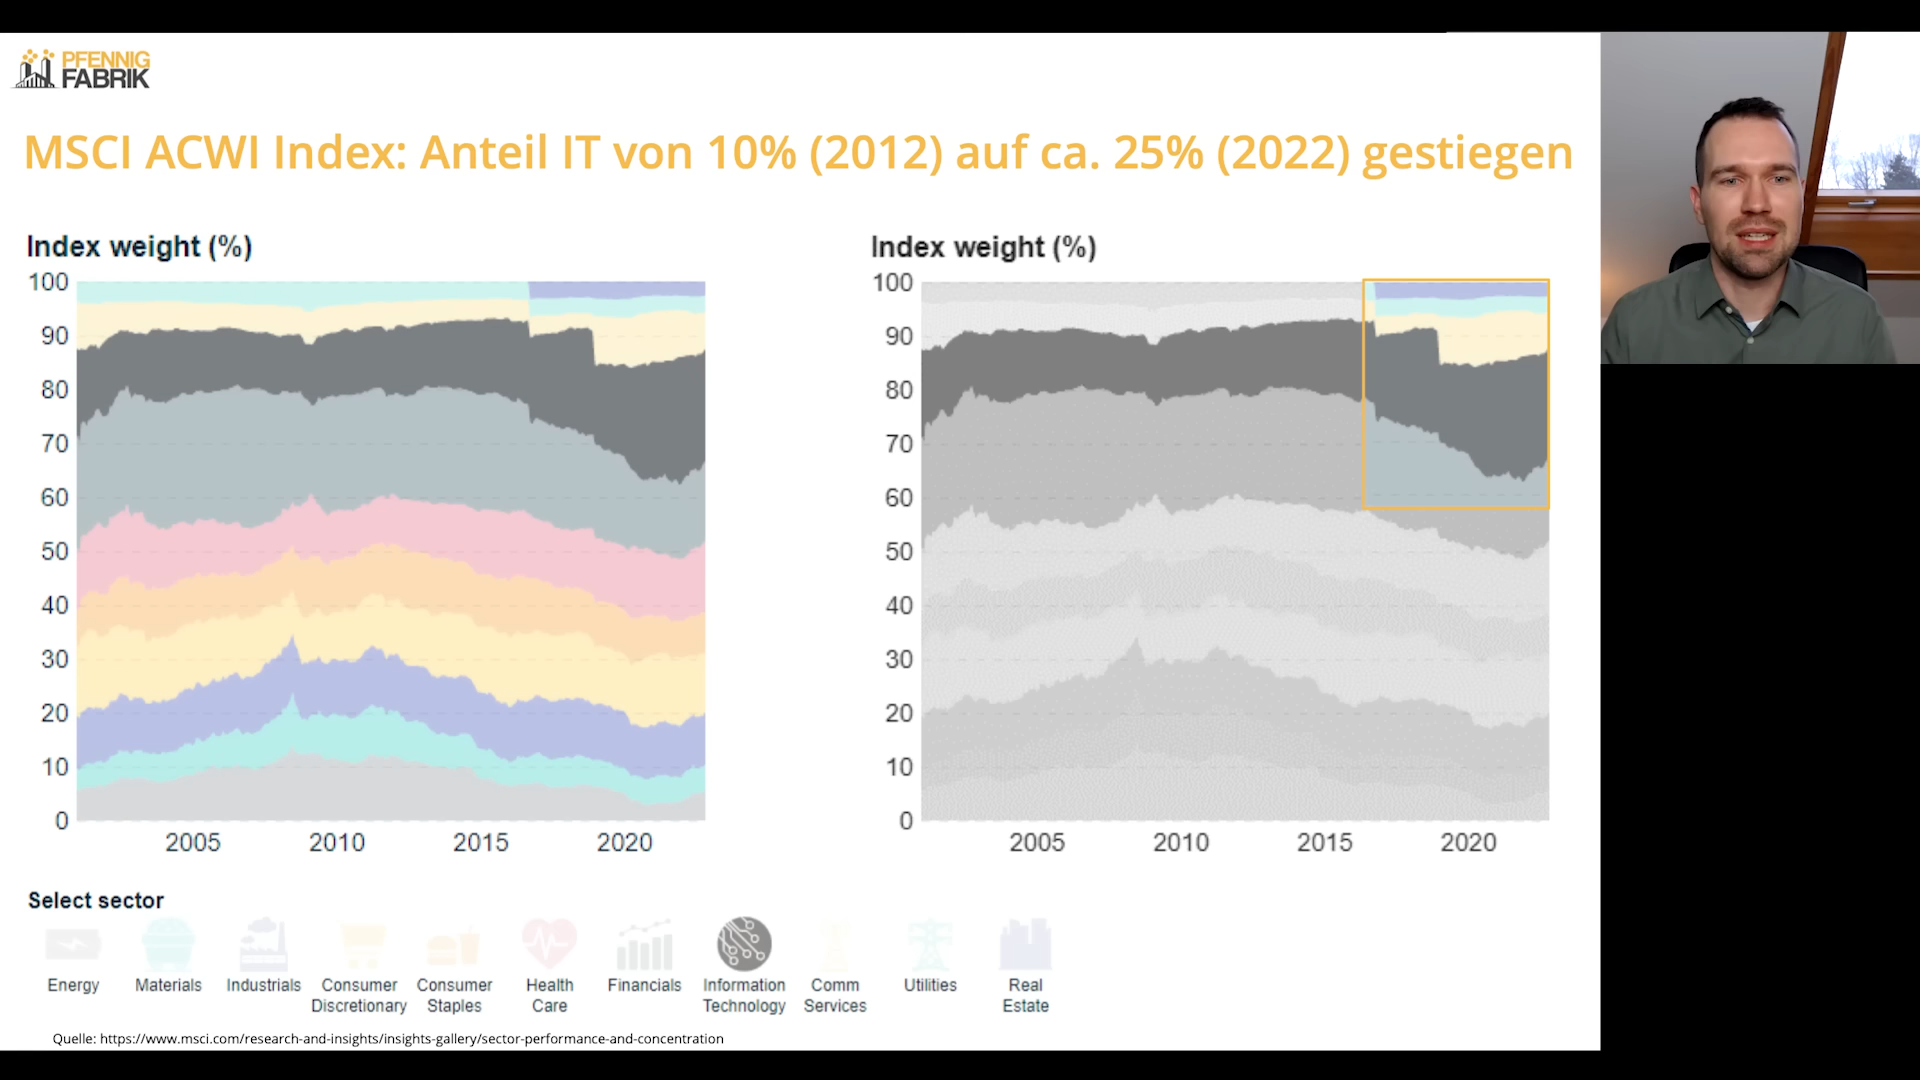 PFENNIG
FABRIK
MSCI ACWI Index: Anteil IT von 10% (2012) auf ca. 25% (2022) gestiegen
Index weight (%)
100
90
80
70
60
50
40
30
20
10
0
2005 2010 2015 2020
Index weight (%)
100
90
80
70
60
50
40
30
20
10
0
2005 2010 2015 2020
Select sector
Energy
Materials
Industrials
Consumer
Discretionary
Consumer
Staples
Health
Care
Financials
Information
Technology
Comm
Services
Utilities
Real
Estate
Quelle: https://www.msci.com/research-and-insights/insights-gallery/sector-performance-and-concentration